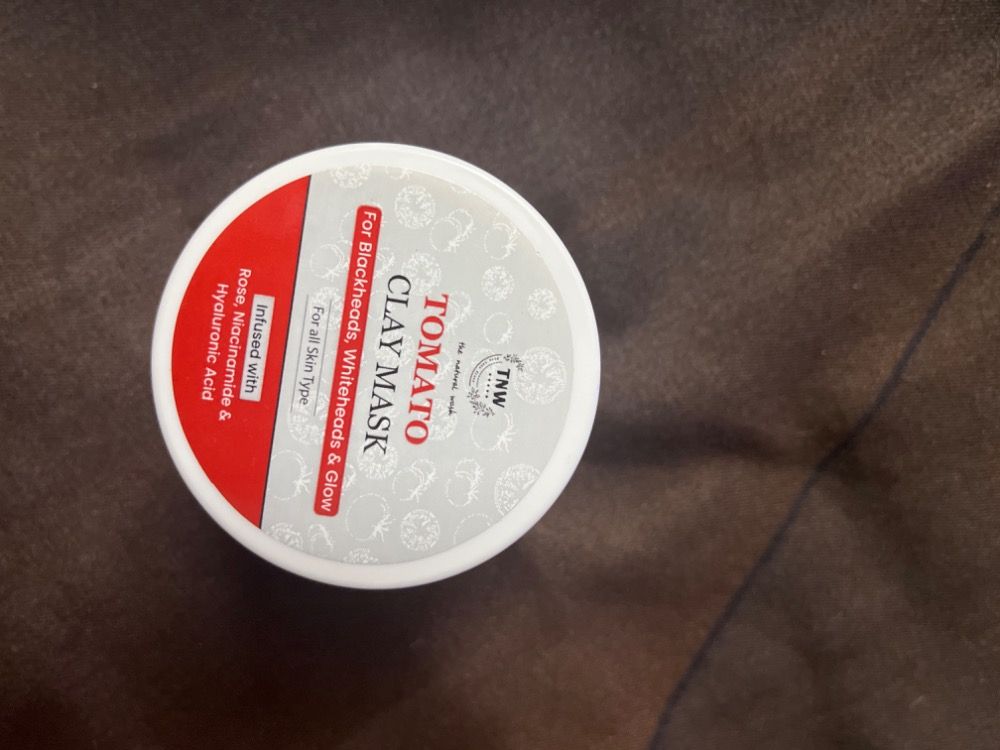 TNW
the natural wash
TOMATO
CLAY MASK
For Blackheads, Whiteheads & Glow
For all Skin Type
Infused with
Rose, Niacinamide &
Hyaluronic Acid